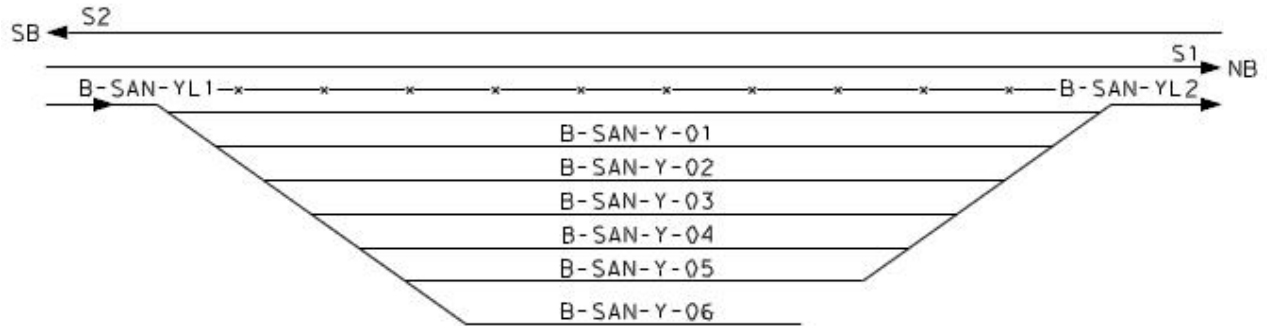 S2
SB
S1
NB
B-SAN-YL1
B-SAN-YL2
B-SAN-Y-01
B-SAN-Y-02
B-SAN-Y-03
B-SAN-Y-04
B-SAN-Y-05
B-SAN-Y-06